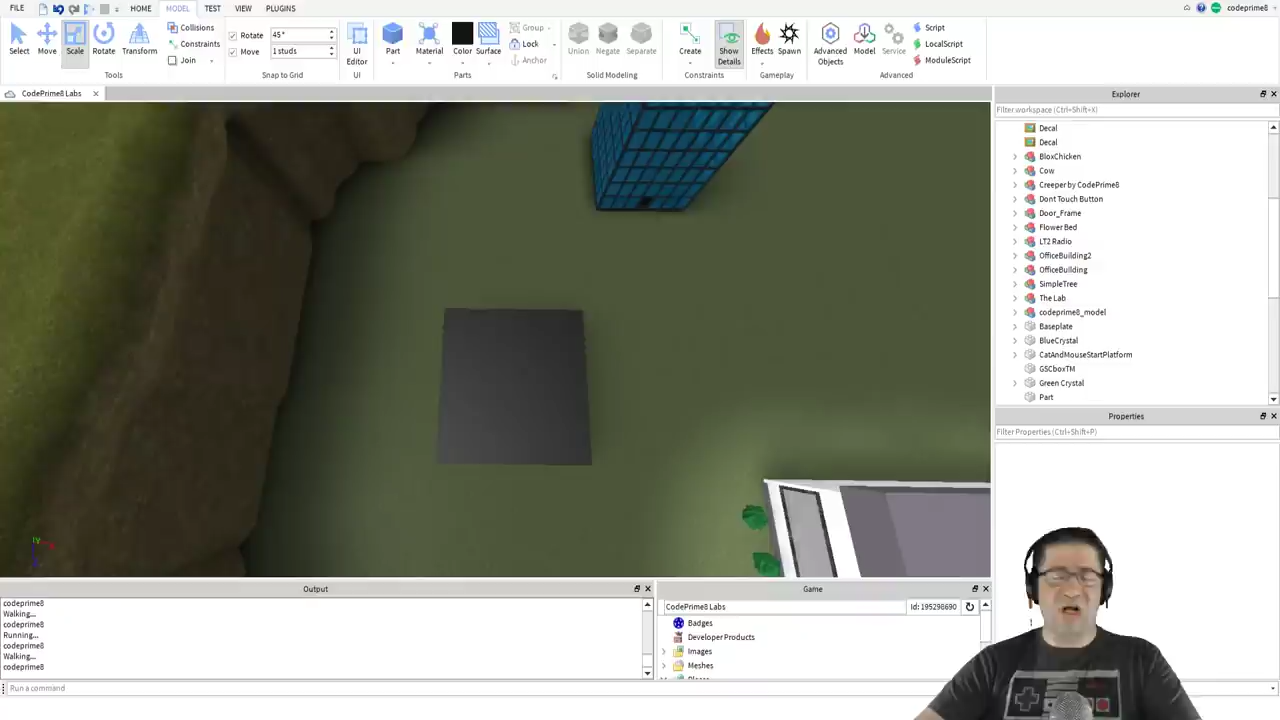 FILE HOME MODEL TEST VIEW PLUGINS codeprime8
Select Move Scale Rotate Transform
Collisions
Constraints
Join
Tools
Rotate 45°
Move 1 studs
Snap to Grid
UI
Editor
UI
Part Material Color Surface
Group
Lock
Anchor
Parts
Union Negate Separate
Solid Modeling
Create Show
Details
Constraints
Effects Spawn
Gameplay
Advanced
Objects Model Service
Script
LocalScript
ModuleScript
Advanced
CodePrime8 Labs
Explorer
Filter workspace (Ctrl+Shift+X)
Decal
Decal
BloxChicken
Cow
Creeper by CodePrime8
Dont Touch Button
Door_Frame
Flower Bed
LT2 Radio
OfficeBuilding2
OfficeBuilding
SimpleTree
The Lab
codeprime8_model
Baseplate
BlueCrystal
CatAndMouseStartPlatform
GSCboxTM
Green Crystal
Part
Properties
Filter Properties (Ctrl+Shift+P)
Output
codeprime8
Walking...
codeprime8
Running...
codeprime8
Walking...
codeprime8
Game
CodePrime8 Labs Id: 195298690
Badges
Developer Products
Images
Meshes
Run a command